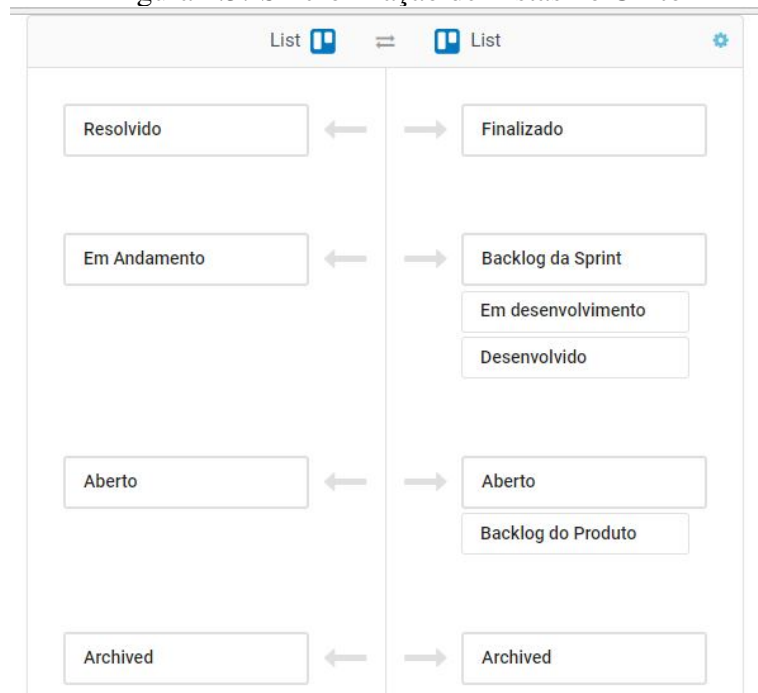 List List
Resolvido Finalizado
Em Andamento Backlog da Sprint
Em desenvolvimento
Desenvolvido
Aberto Aberto
Backlog do Produto
Archived Archived